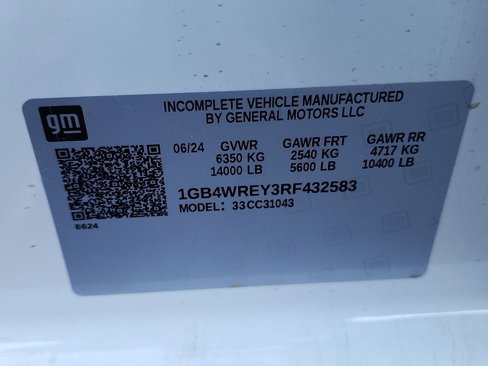 gm
INCOMPLETE VEHICLE MANUFACTURED
BY GENERAL MOTORS LLC
06/24 GVWR GAWR FRT GAWR RR
6350 KG 2540 KG 4717 KG
14000 LB 5600 LB 10400 LB
1GB4WREY3RF432583
MODEL: 33CC31043
8624